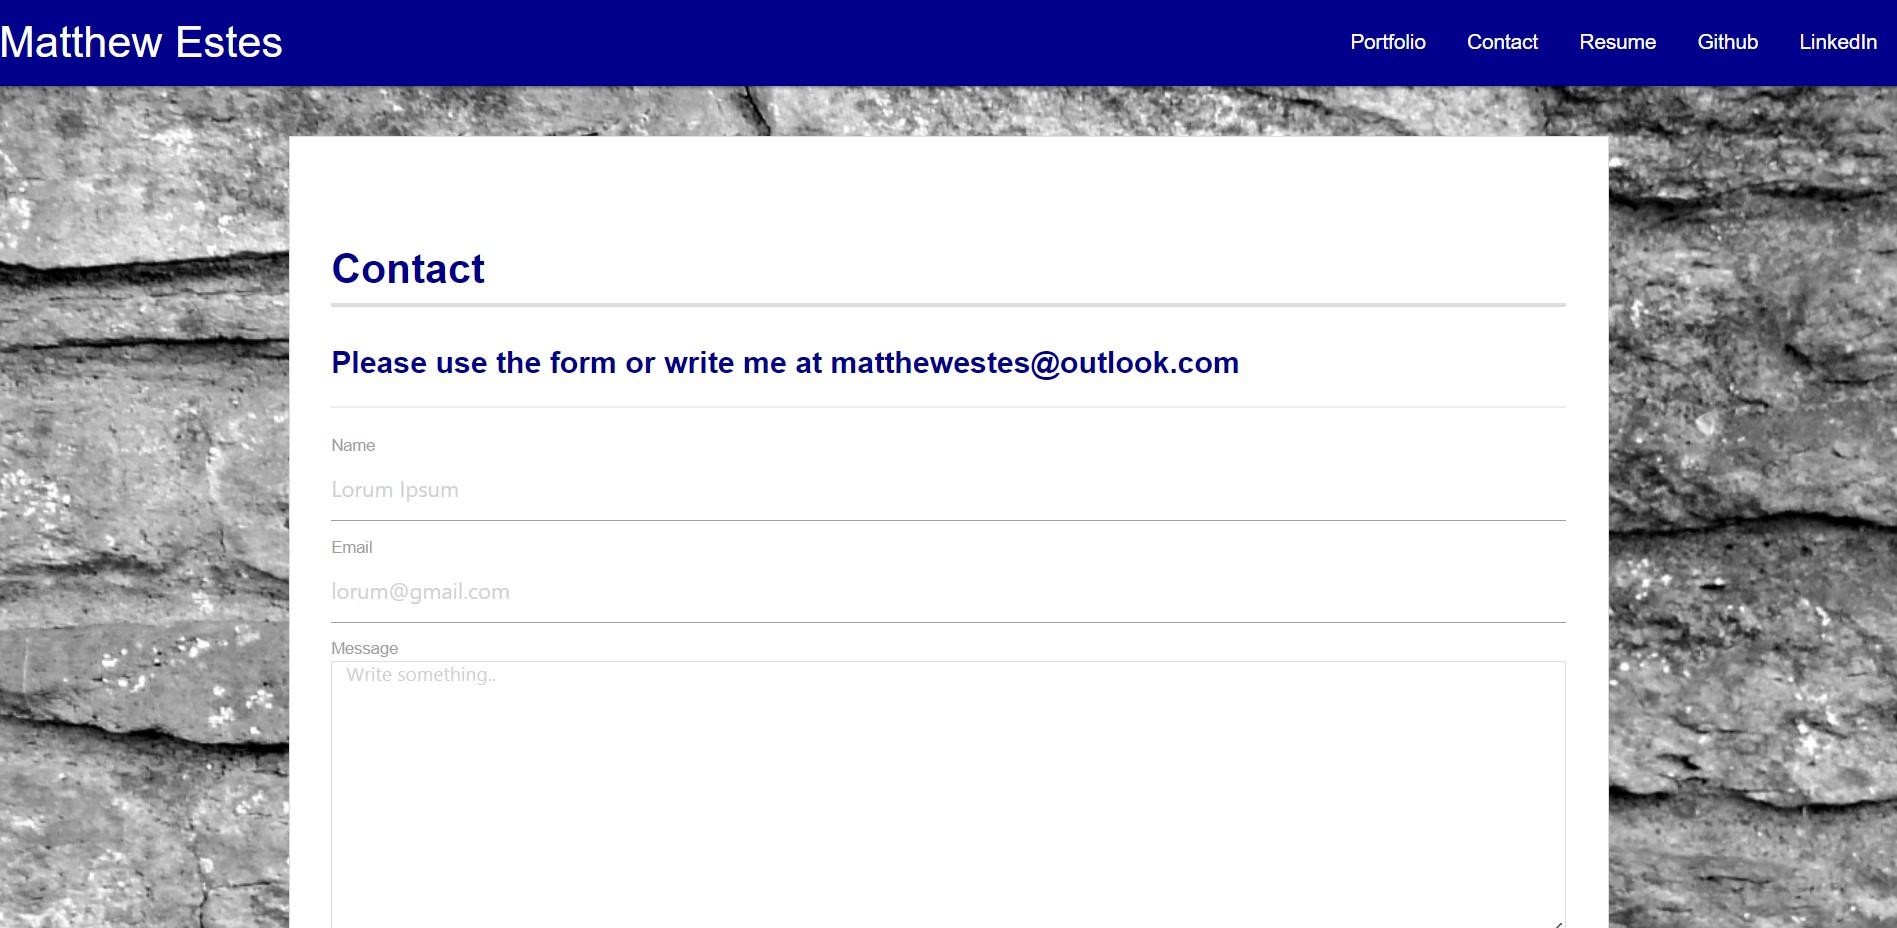 Matthew Estes
Portfolio Contact Resume Github LinkedIn
Contact
Please use the form or write me at matthewestes@outlook.com
Name
Lorum Ipsum
Email
lorum@gmail.com
Message
Write something..